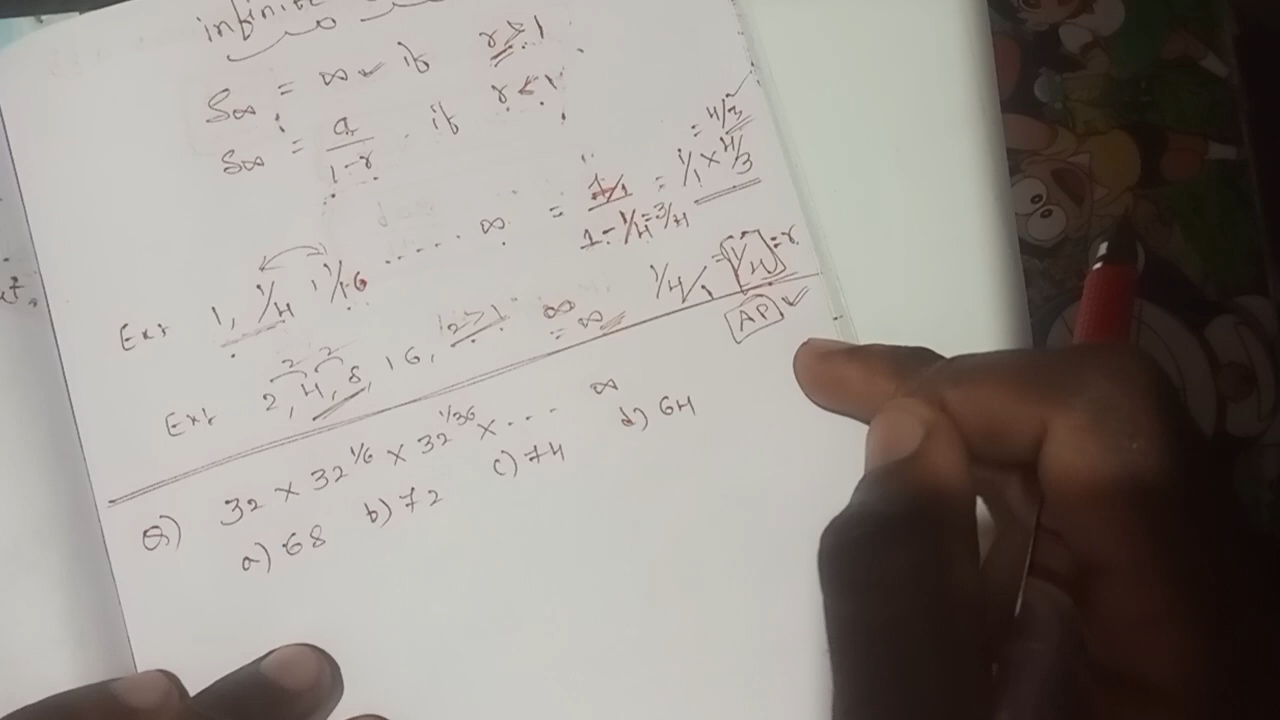 infinite
S∞ = ∞ ✓ if r > 1
S∞ = a/1-r if r < 1
Ex: 1, 1/4 1/16 ...... ∞ = 1/1 / 1 - 1/4 = 3/4 = 1/1 × 4/3 = 4/3
1/4/1 = 1/4 = r
Ex: 2, 4, 8, 16, 2 > 1 ∞ = ∞
2 2
AP ✓
Q) 32 × 32^1/6 × 32^1/36 × ... ∞
a) 68 b) 72 c) 74 d) 64